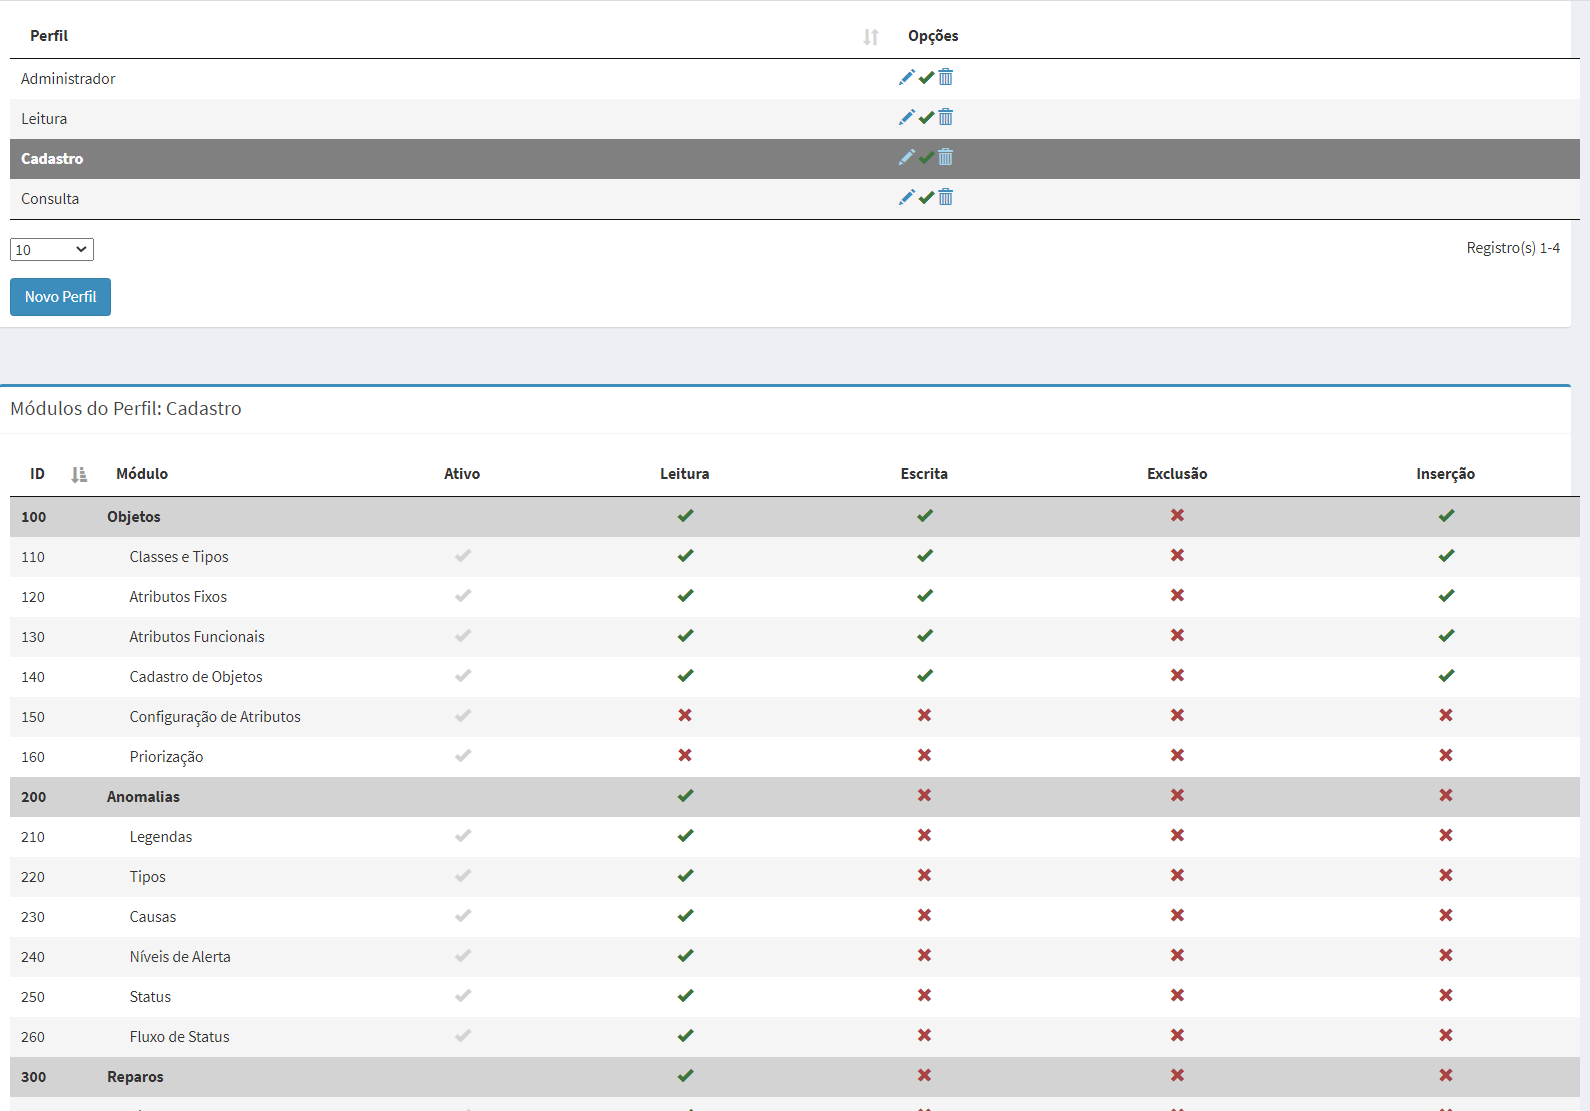 Perfil Opções
Administrador
Leitura
Cadastro
Consulta
10 Registro(s) 1-4
Novo Perfil
Módulos do Perfil: Cadastro
ID Módulo Ativo Leitura Escrita Exclusão Inserção
100 Objetos
110 Classes e Tipos
120 Atributos Fixos
130 Atributos Funcionais
140 Cadastro de Objetos
150 Configuração de Atributos
160 Priorização
200 Anomalias
210 Legendas
220 Tipos
230 Causas
240 Níveis de Alerta
250 Status
260 Fluxo de Status
300 Reparos